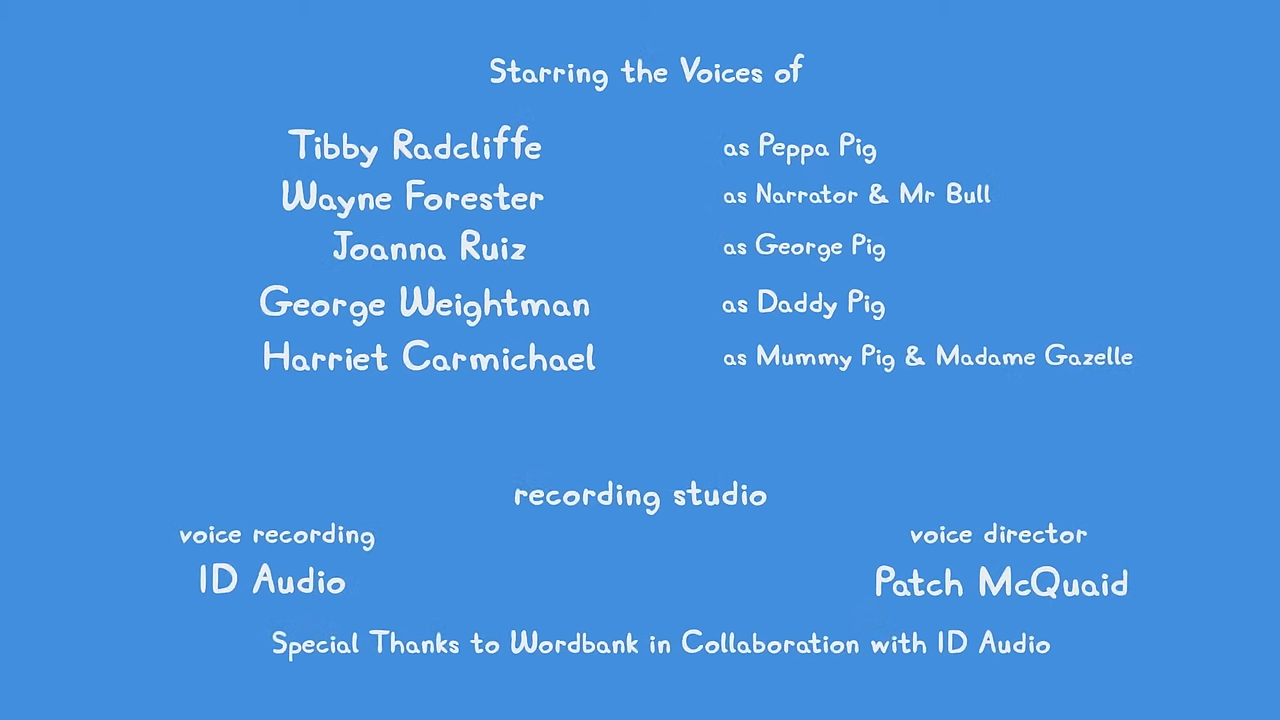 Starring the Voices of
Tibby Radcliffe as Peppa Pig
Wayne Forester as Narrator & Mr Bull
Joanna Ruiz as George Pig
George Weightman as Daddy Pig
Harriet Carmichael as Mummy Pig & Madame Gazelle
recording studio
voice recording voice director
ID Audio Patch McQuaid
Special Thanks to Wordbank in Collaboration with ID Audio